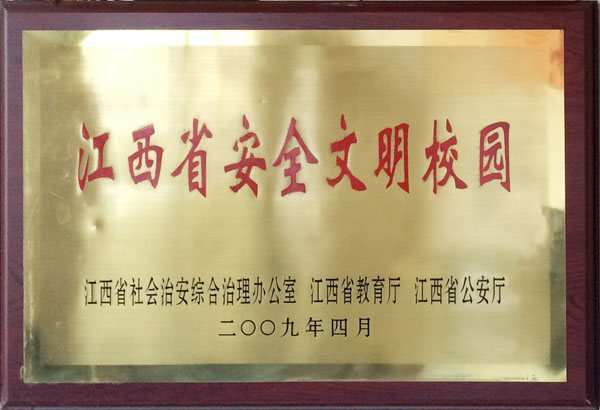 江西省安全文明校园
江西省社会治安综合治理办公室 江西省教育厅 江西省公安厅
二〇〇九年四月